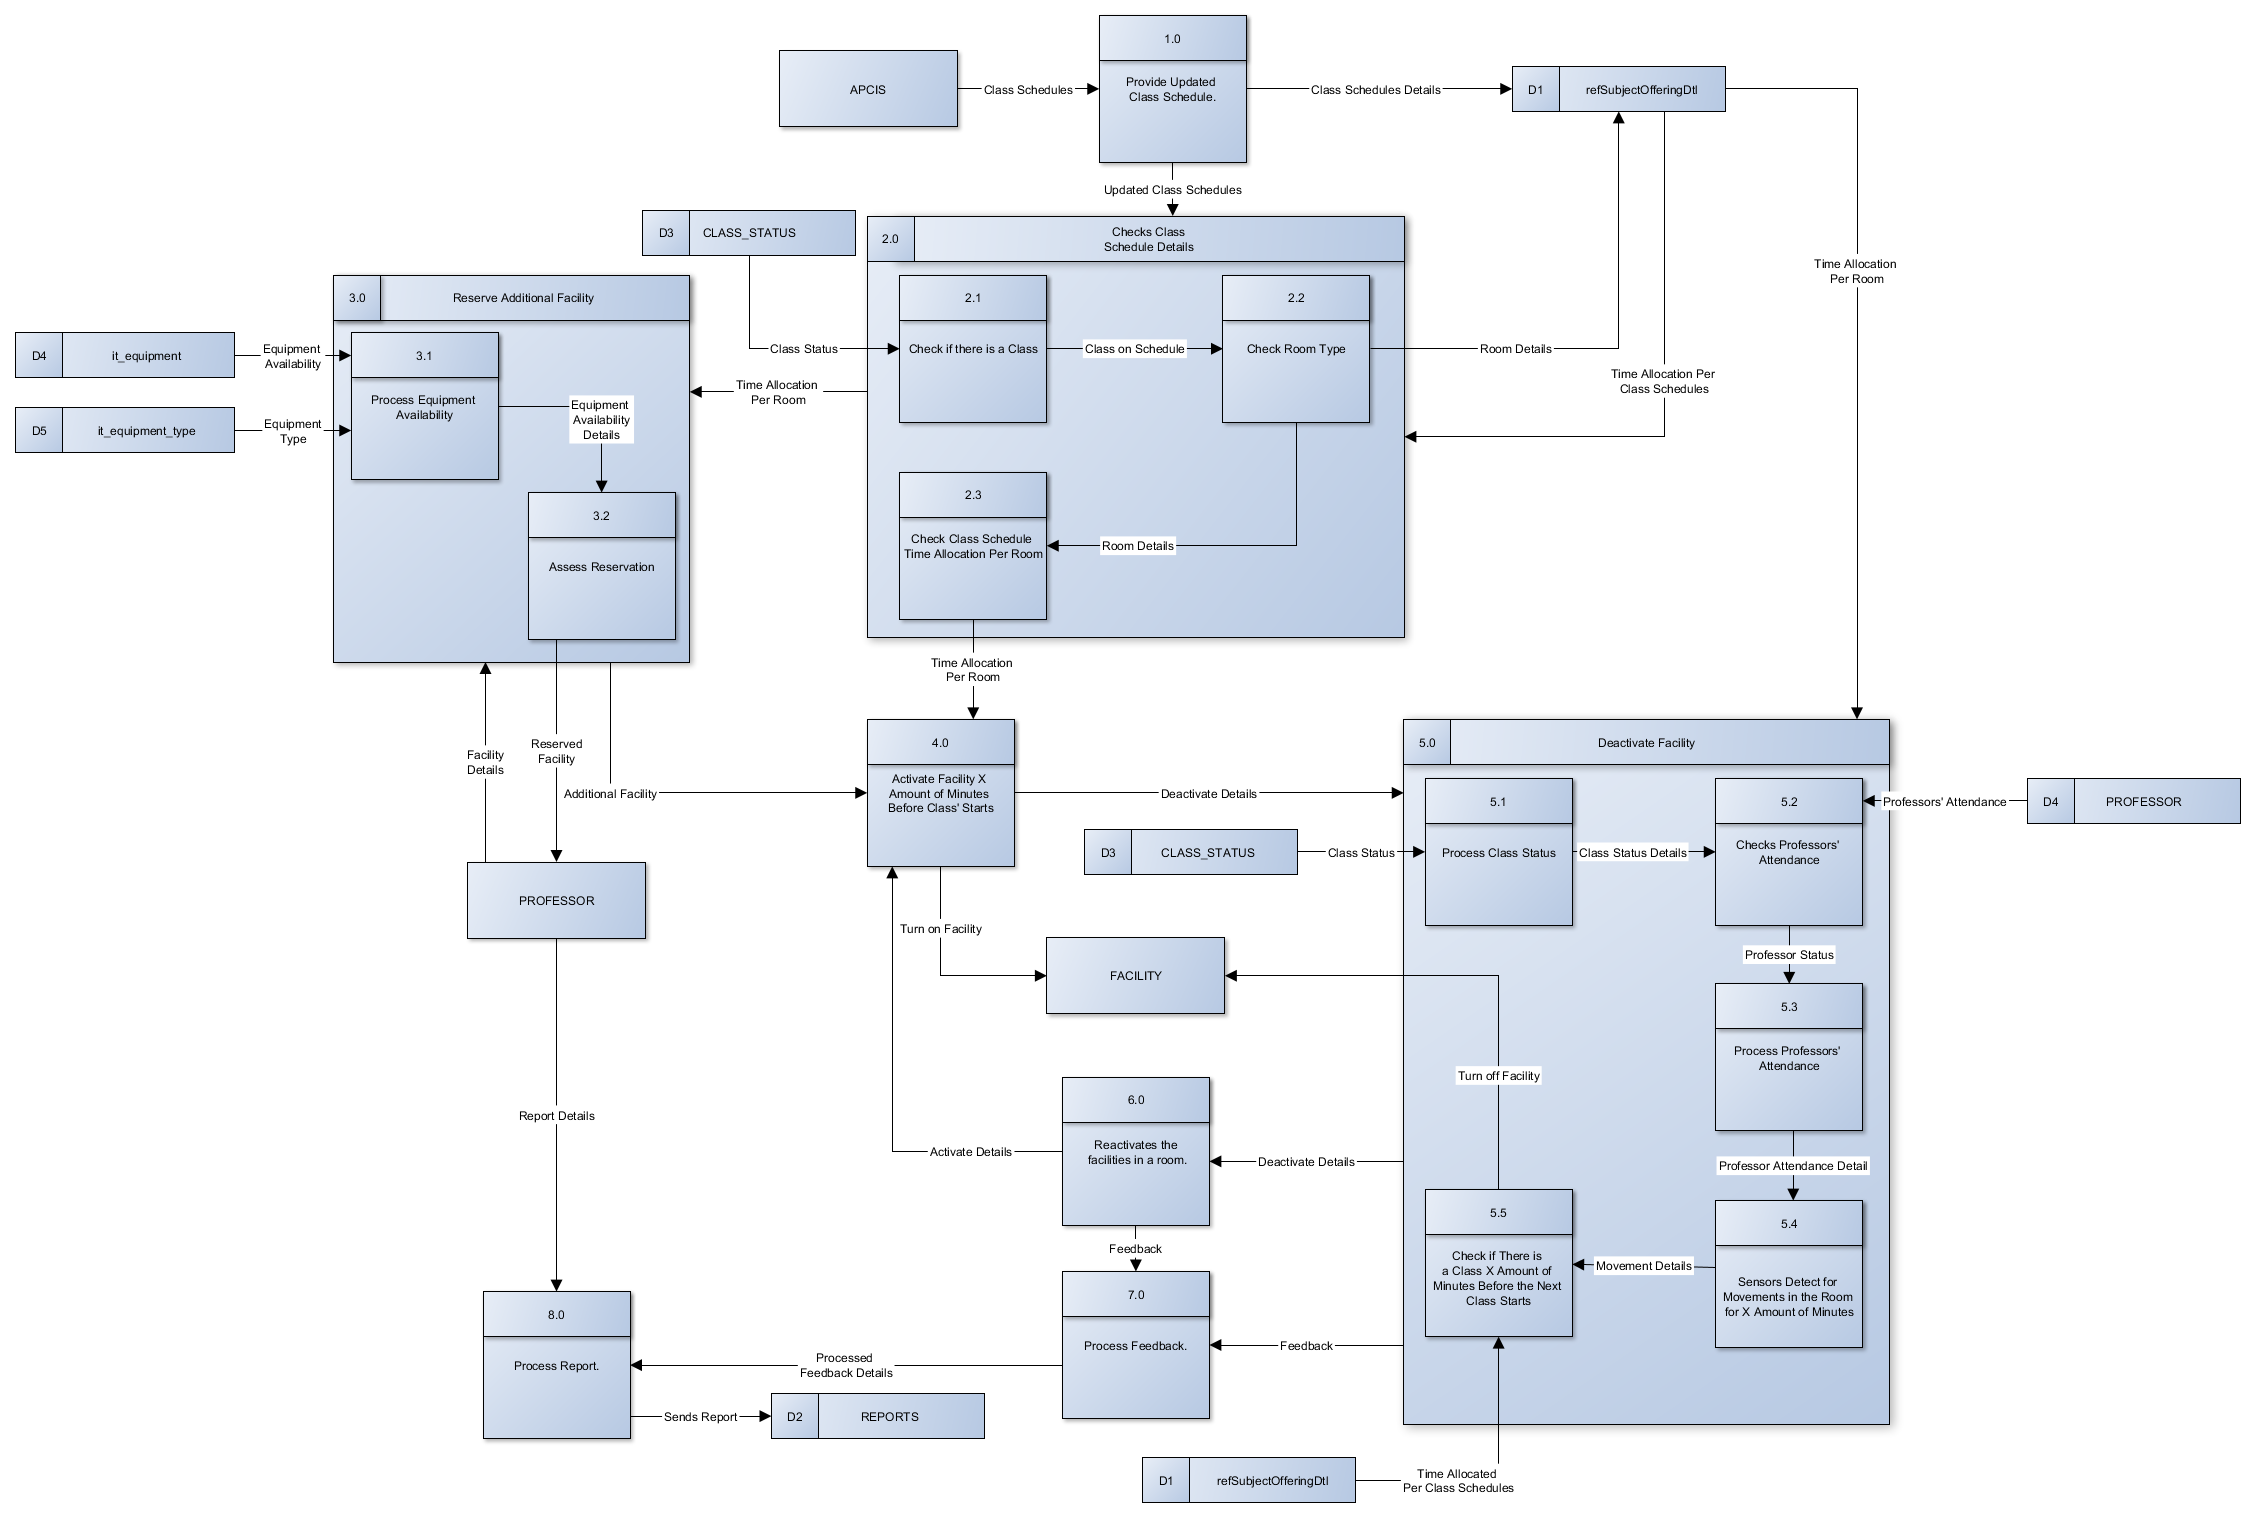 1.0
Provide Updated
Class Schedule.
APCIS
Class Schedules
Class Schedules Details
D1
refSubjectOfferingDtl
Updated Class Schedules
D3
CLASS_STATUS
2.0
Checks Class
Schedule Details
Time Allocation
Per Room
3.0
Reserve Additional Facility
2.1
Check if there is a Class
2.2
Check Room Type
Class Status
Class on Schedule
Room Details
Time Allocation Per
Class Schedules
D4
it_equipment
Equipment
Availability
3.1
Process Equipment
Availability
D5
it_equipment_type
Equipment
Type
Equipment
Availability
Details
Time Allocation
Per Room
3.2
Assess Reservation
2.3
Check Class Schedule
Time Allocation Per Room
Room Details
Time Allocation
Per Room
Facility
Details
Reserved
Facility
Additional Facility
4.0
Activate Facility X
Amount of Minutes
Before Class' Starts
Deactivate Details
5.0
Deactivate Facility
5.1
Process Class Status
5.2
Checks Professors'
Attendance
Professors' Attendance
D4
PROFESSOR
D3
CLASS_STATUS
Class Status
Class Status Details
PROFESSOR
Turn on Facility
FACILITY
Professor Status
5.3
Process Professors'
Attendance
Turn off Facility
Report Details
6.0
Reactivates the
facilities in a room.
Activate Details
Deactivate Details
Professor Attendance Detail
5.5
Check if There is
a Class X Amount of
Minutes Before the Next
Class Starts
Movement Details
5.4
Sensors Detect for
Movements in the Room
for X Amount of Minutes
Feedback
7.0
Process Feedback.
Feedback
8.0
Process Report.
Processed
Feedback Details
Sends Report
D2
REPORTS
D1
refSubjectOfferingDtl
Time Allocated
Per Class Schedules